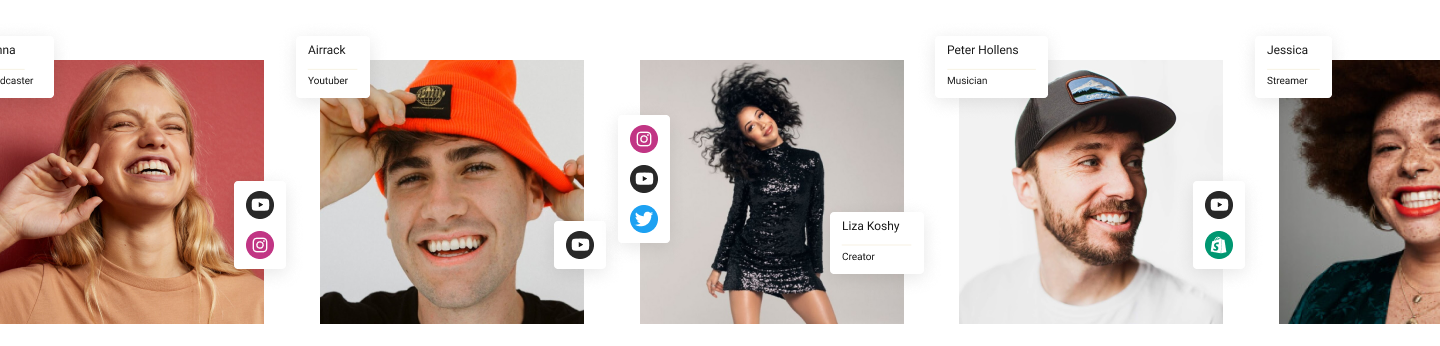 nna
dcaster
Airrack
Youtuber
Liza Koshy
Creator
Peter Hollens
Musician
Jessica
Streamer